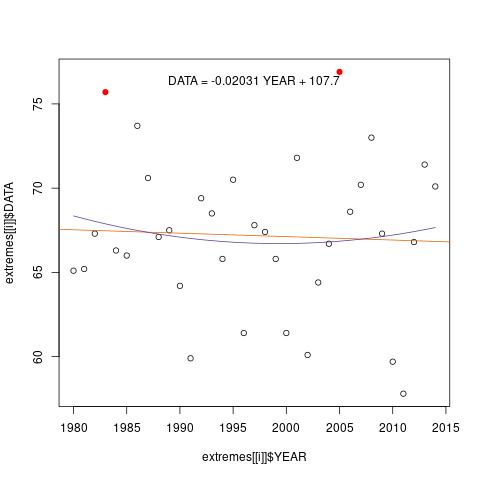 DATA = -0.02031 YEAR + 107.7
75
70
65
60
extremes[[i]]$DATA
1980 1985 1990 1995 2000 2005 2010 2015
extremes[[i]]$YEAR